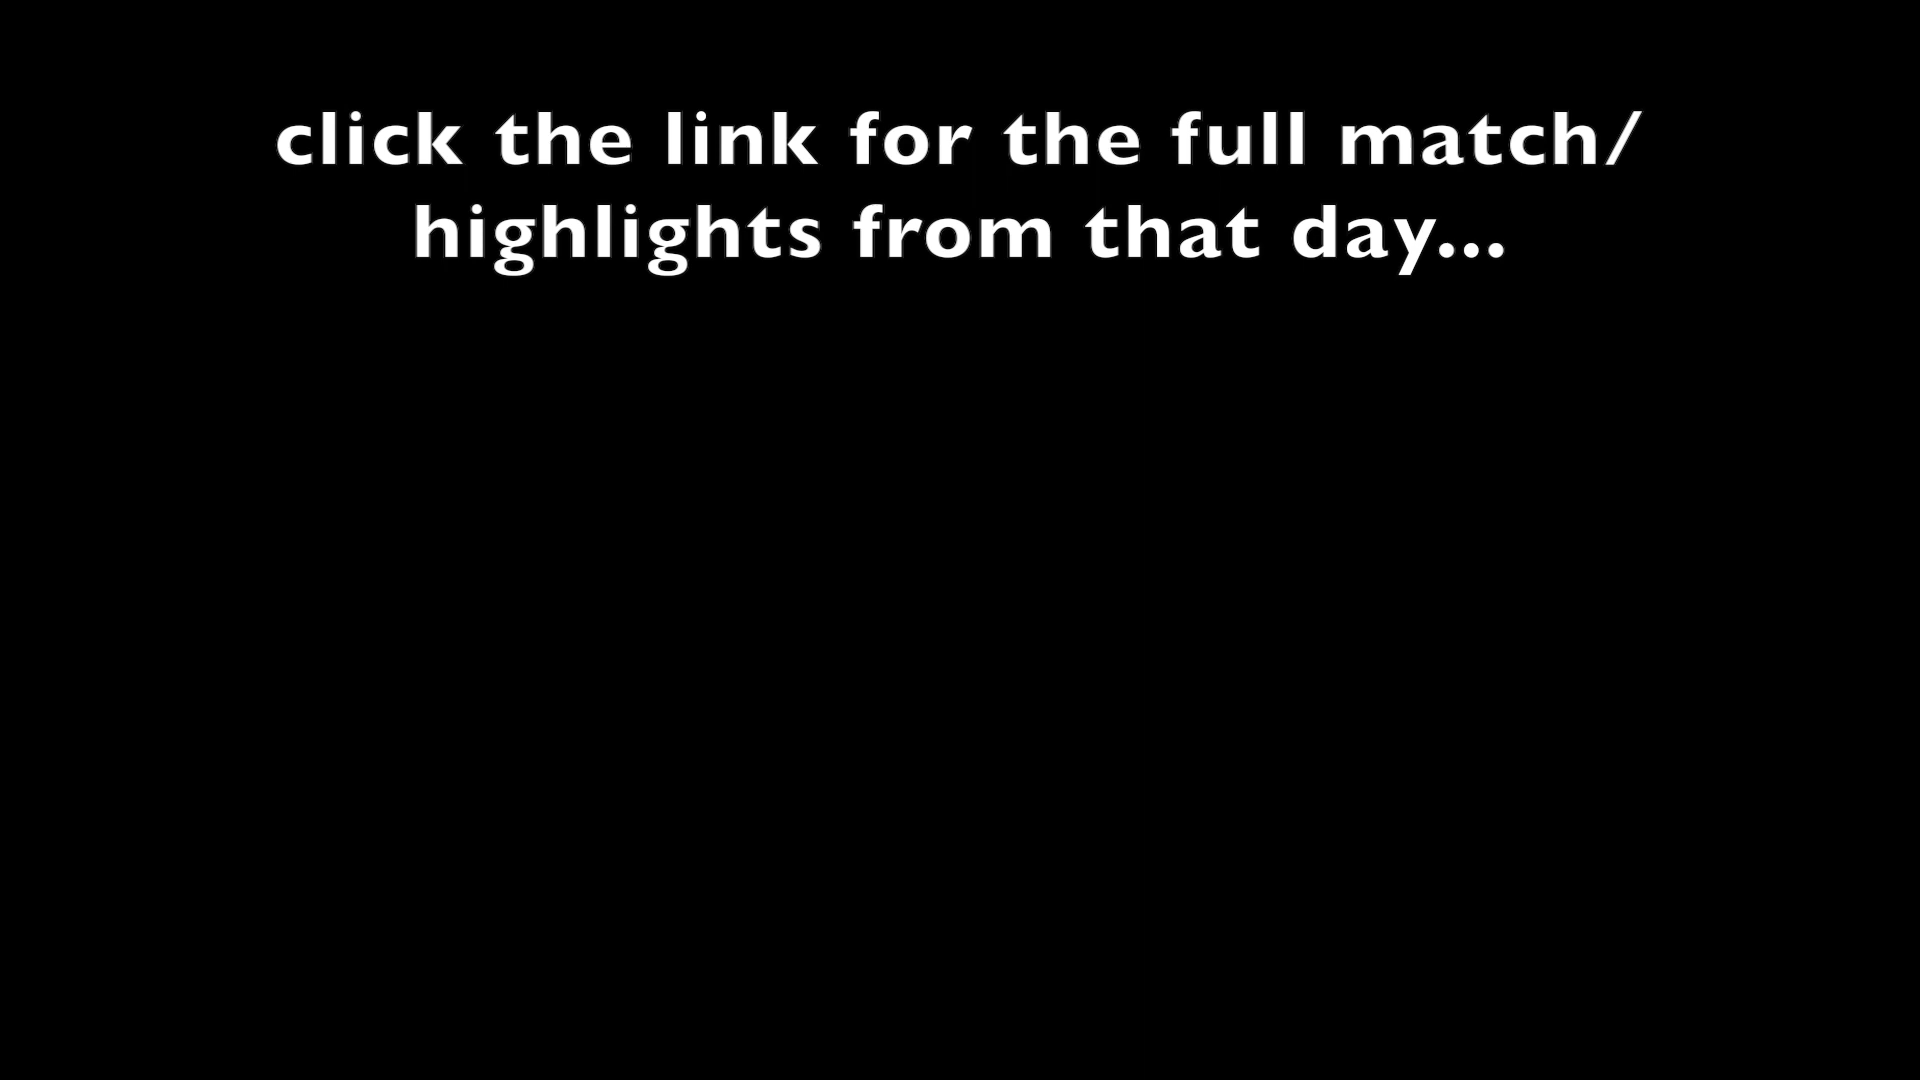 click the link for the full match/
highlights from that day...